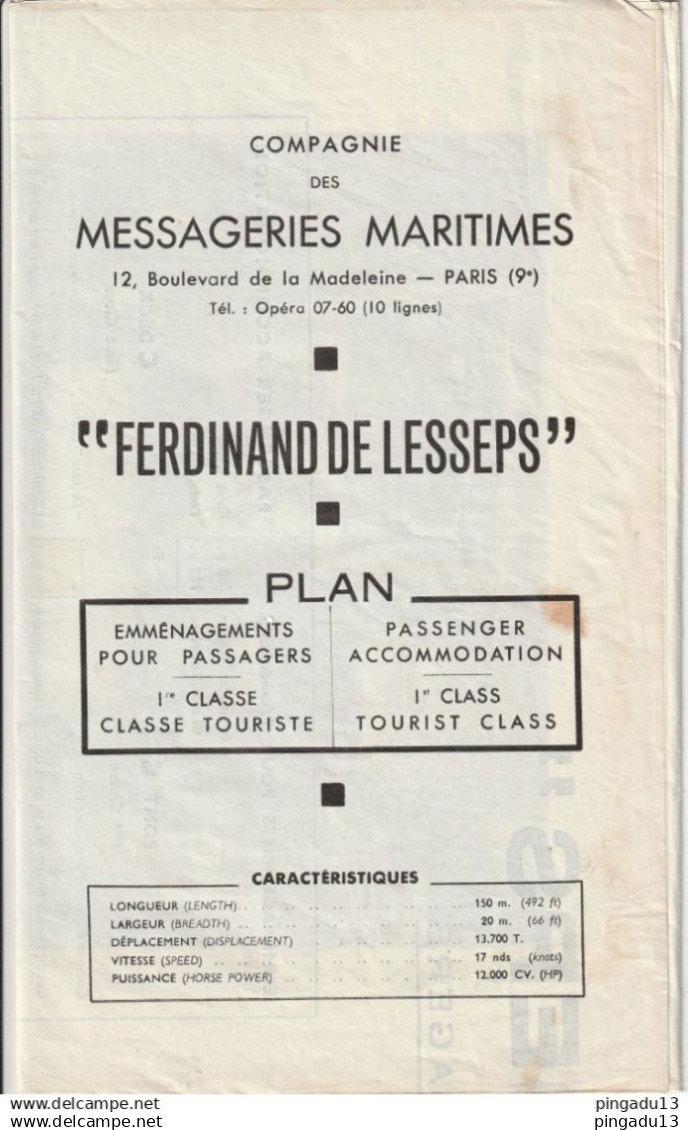 COMPAGNIE
DES
MESSAGERIES MARITIMES
12, Boulevard de la Madeleine — PARIS (9e)
Tél. : Opéra 07-60 (10 lignes)
"FERDINAND DE LESSEPS"
PLAN
EMMÉNAGEMENTS
POUR PASSAGERS
1re CLASSE
CLASSE TOURISTE
PASSENGER
ACCOMMODATION
1st CLASS
TOURIST CLASS
CARACTÉRISTIQUES
LONGUEUR (LENGTH) .. .. .. .. .. .. 150 m. (492 ft)
LARGEUR (BREADTH) .. .. .. .. .. .. 20 m. (66 ft)
DÉPLACEMENT (DISPLACEMENT) .. .. .. .. .. 13.700 T.
VITESSE (SPEED) .. .. .. .. .. .. .. 17 nds (knots)
PUISSANCE (HORSE POWER) .. .. .. .. .. 12.000 CV. (HP)
www.delcampe.net
pingadu13
www.delcampe.net
pingadu13